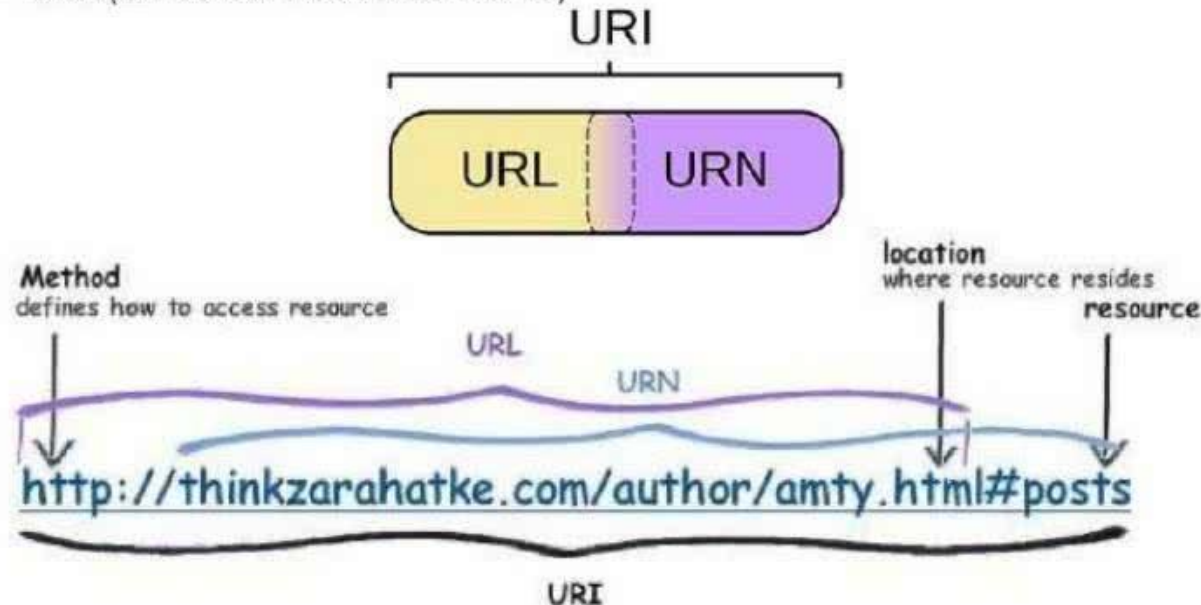 URI
URL URN
Method
defines how to access resource
location
where resource resides
resource
URL
URN
http://thinkzarahatke.com/author/amty.html#posts
URI